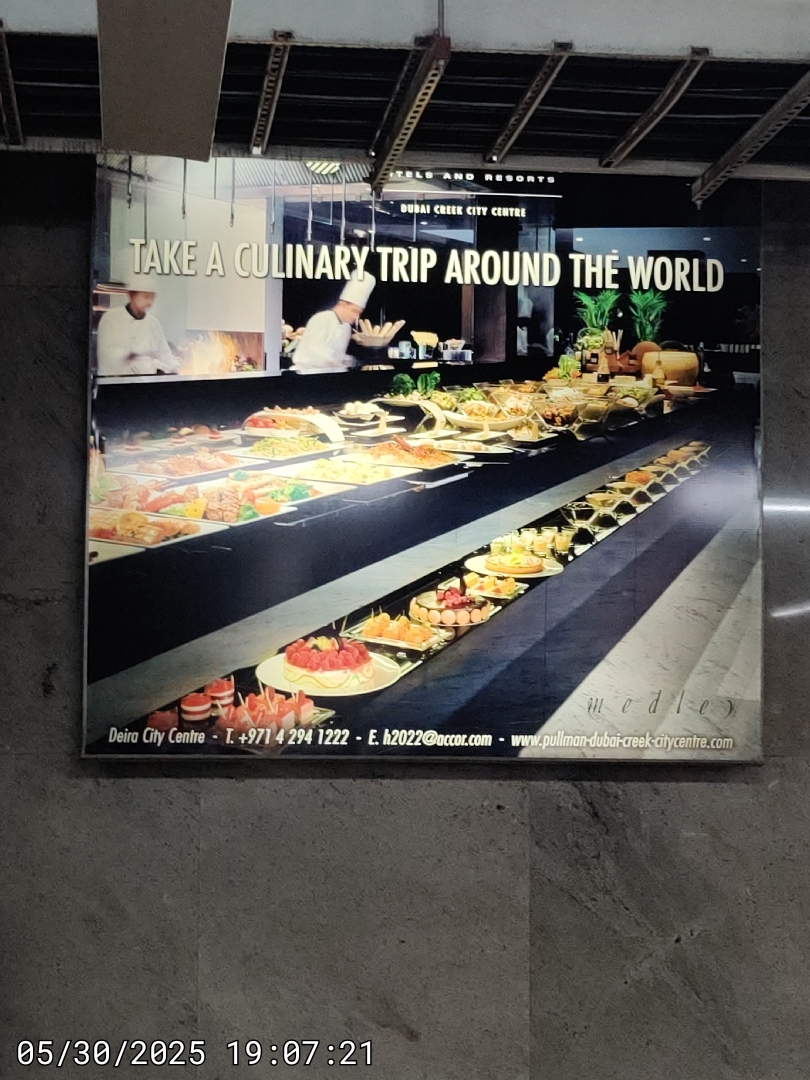 AND RESORTS
DUBAI CREEK CITY CENTRE
TAKE A CULINARY TRIP AROUND THE WORLD
medley
Deira City Centre - T. +971 4 294 1222 - E. h2022@accor.com - www.pullman-dubai-creek-citycentre.com
05/30/2025 19:07:21